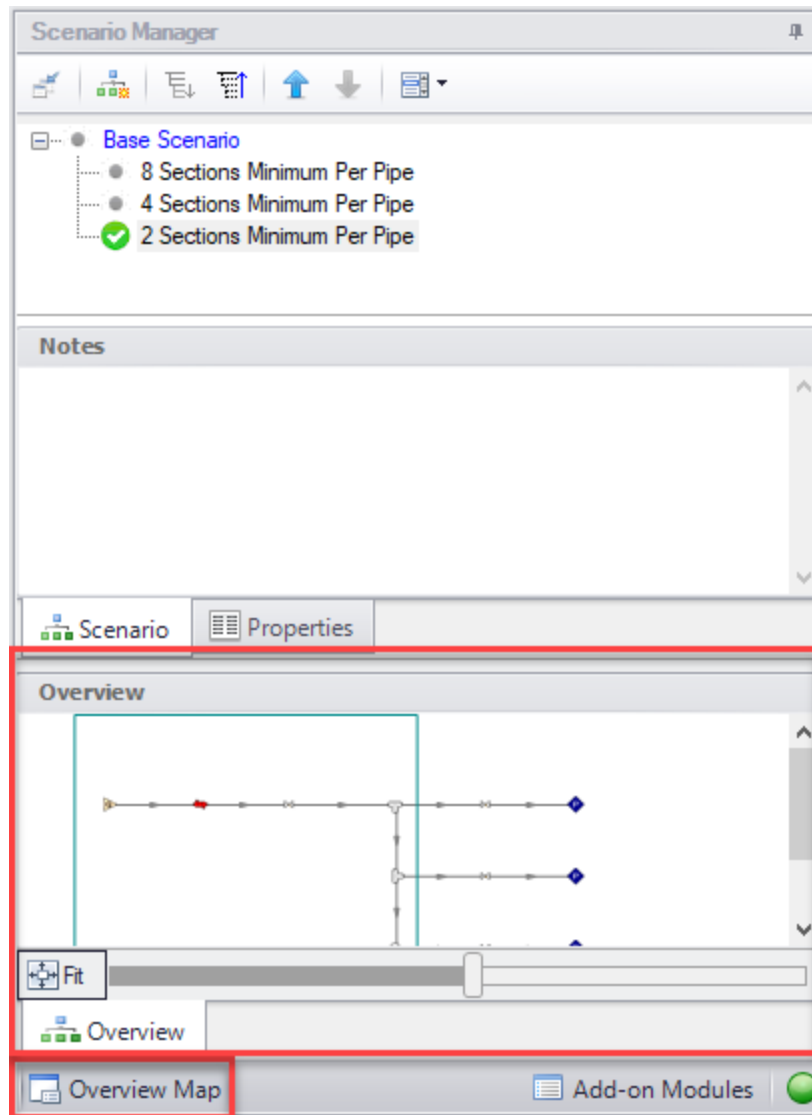 Scenario Manager
Base Scenario
8 Sections Minimum Per Pipe
4 Sections Minimum Per Pipe
2 Sections Minimum Per Pipe
Notes
Scenario Properties
Overview
Fit
Overview
Overview Map Add-on Modules